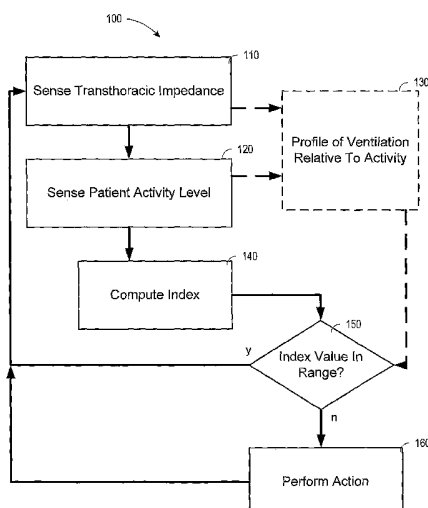 100
110
Sense Transthoracic Impedance
130
Profile of Ventilation
Relative To Activity
120
Sense Patient Activity Level
140
Compute Index
150
Index Value In
Range?
y
n
160
Perform Action